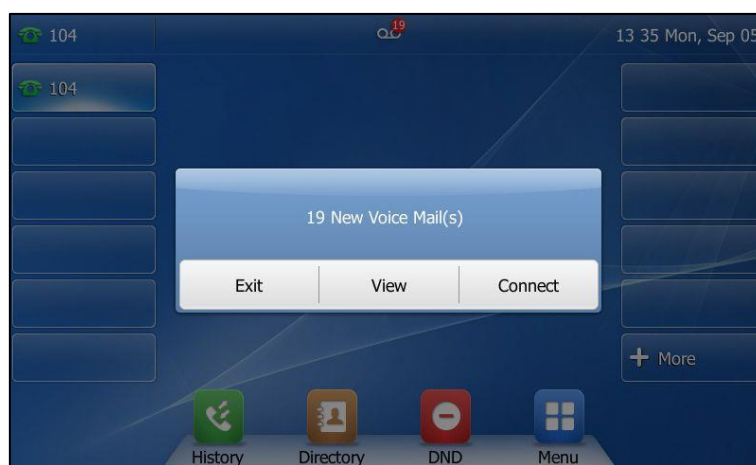 104
19
13 35 Mon, Sep 05
104
19 New Voice Mail(s)
Exit View Connect
More
History Directory DND Menu